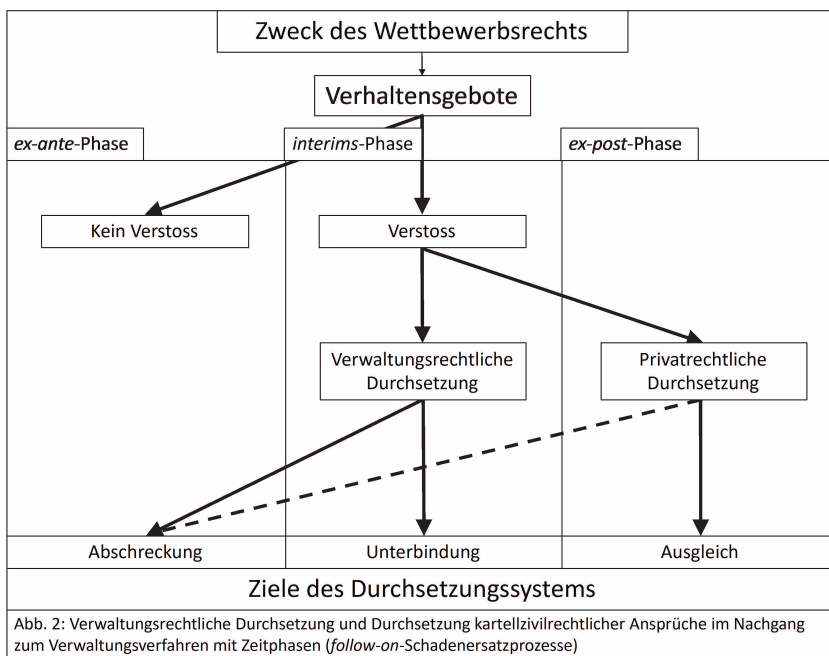 Zweck des Wettbewerbsrechts
Verhaltensgebote
ex-ante-Phase
interims-Phase
ex-post-Phase
Kein Verstoss
Verstoss
Verwaltungsrechtliche
Durchsetzung
Privatrechtliche
Durchsetzung
Abschreckung
Unterbindung
Ausgleich
Ziele des Durchsetzungssystems
Abb. 2: Verwaltungsrechtliche Durchsetzung und Durchsetzung kartellzivilrechtlicher Ansprüche im Nachgang
zum Verwaltungsverfahren mit Zeitphasen (follow-on-Schadenersatzprozesse)